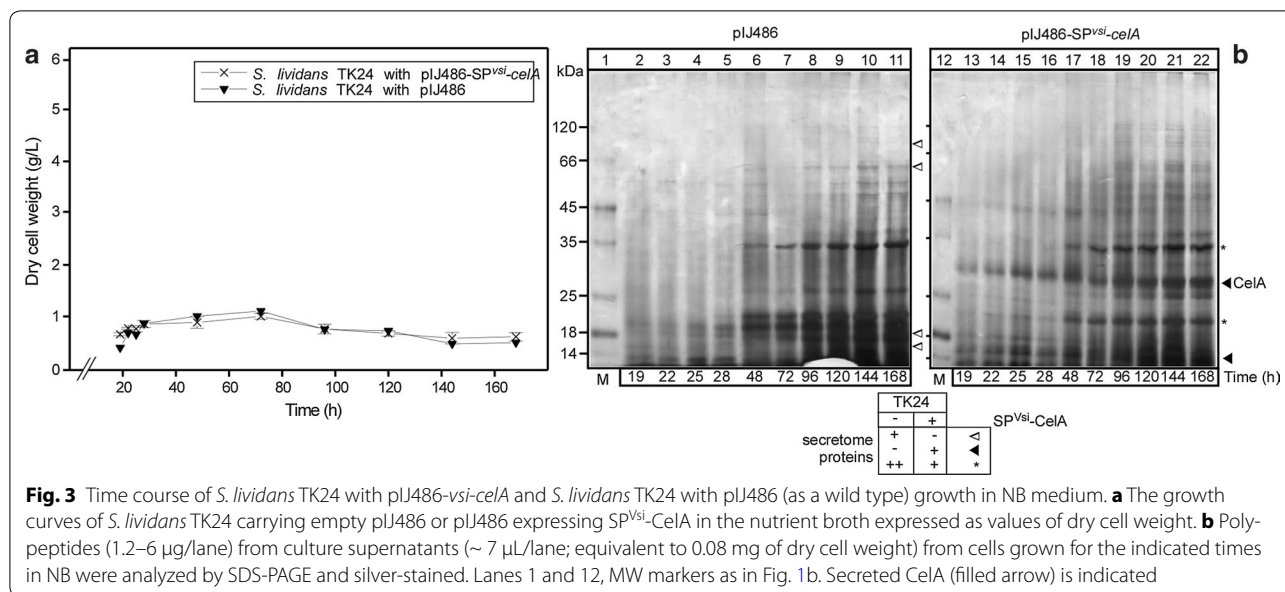 a
6
5
4
3
2
1
0
Dry cell weight (g/L)
S. lividans TK24 with pIJ486-SPvsi-celA
S. lividans TK24 with pIJ486
20 40 60 80 100 120 140 160
Time (h)
pIJ486
kDa 1 2 3 4 5 6 7 8 9 10 11
120
66
45
35
25
18
14
M 19 22 25 28 48 72 96 120 144 168
pIJ486-SPvsi-celA
b
12 13 14 15 16 17 18 19 20 21 22
*
CelA
*
M 19 22 25 28 48 72 96 120 144 168 Time (h)
TK24
- + SPVsi-CelA
secretome proteins
+ - ◁
- + ◀
++ + *
Fig. 3 Time course of S. lividans TK24 with pIJ486-vsi-celA and S. lividans TK24 with pIJ486 (as a wild type) growth in NB medium. a The growth
curves of S. lividans TK24 carrying empty pIJ486 or pIJ486 expressing SPVsi-CelA in the nutrient broth expressed as values of dry cell weight. b Poly-
peptides (1.2–6 µg/lane) from culture supernatants (~ 7 µL/lane; equivalent to 0.08 mg of dry cell weight) from cells grown for the indicated times
in NB were analyzed by SDS-PAGE and silver-stained. Lanes 1 and 12, MW markers as in Fig. 1b. Secreted CelA (filled arrow) is indicated